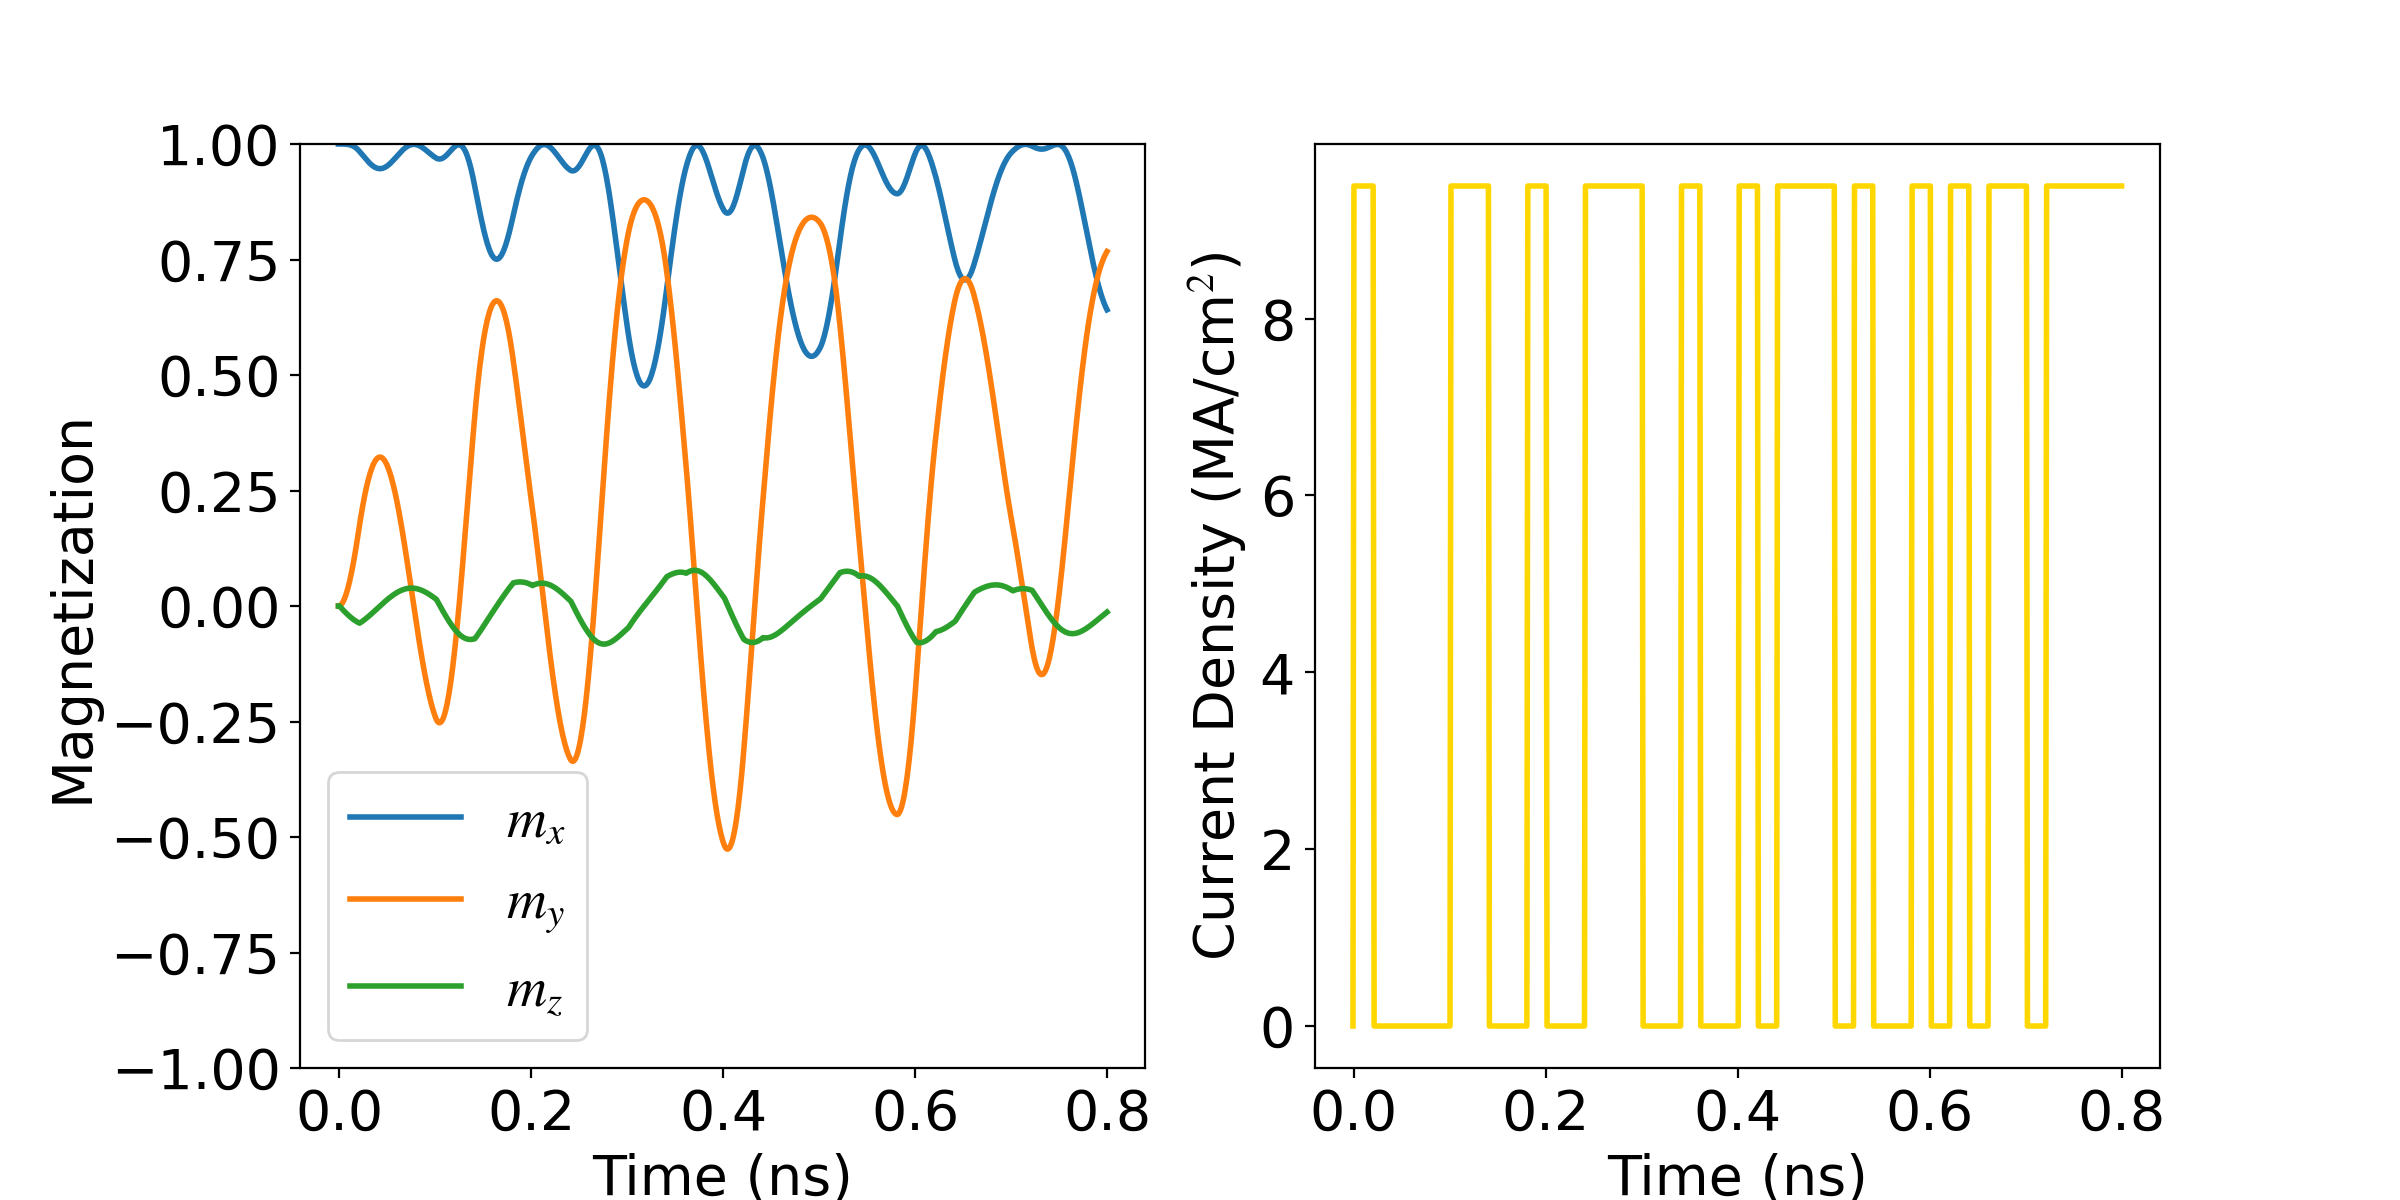 Magnetization
1.00
0.75
0.50
0.25
0.00
−0.25
−0.50
−0.75
−1.00
0.0 0.2 0.4 0.6 0.8
Time (ns)
m_x
m_y
m_z
Current Density (MA/cm²)
8
6
4
2
0
0.0 0.2 0.4 0.6 0.8
Time (ns)